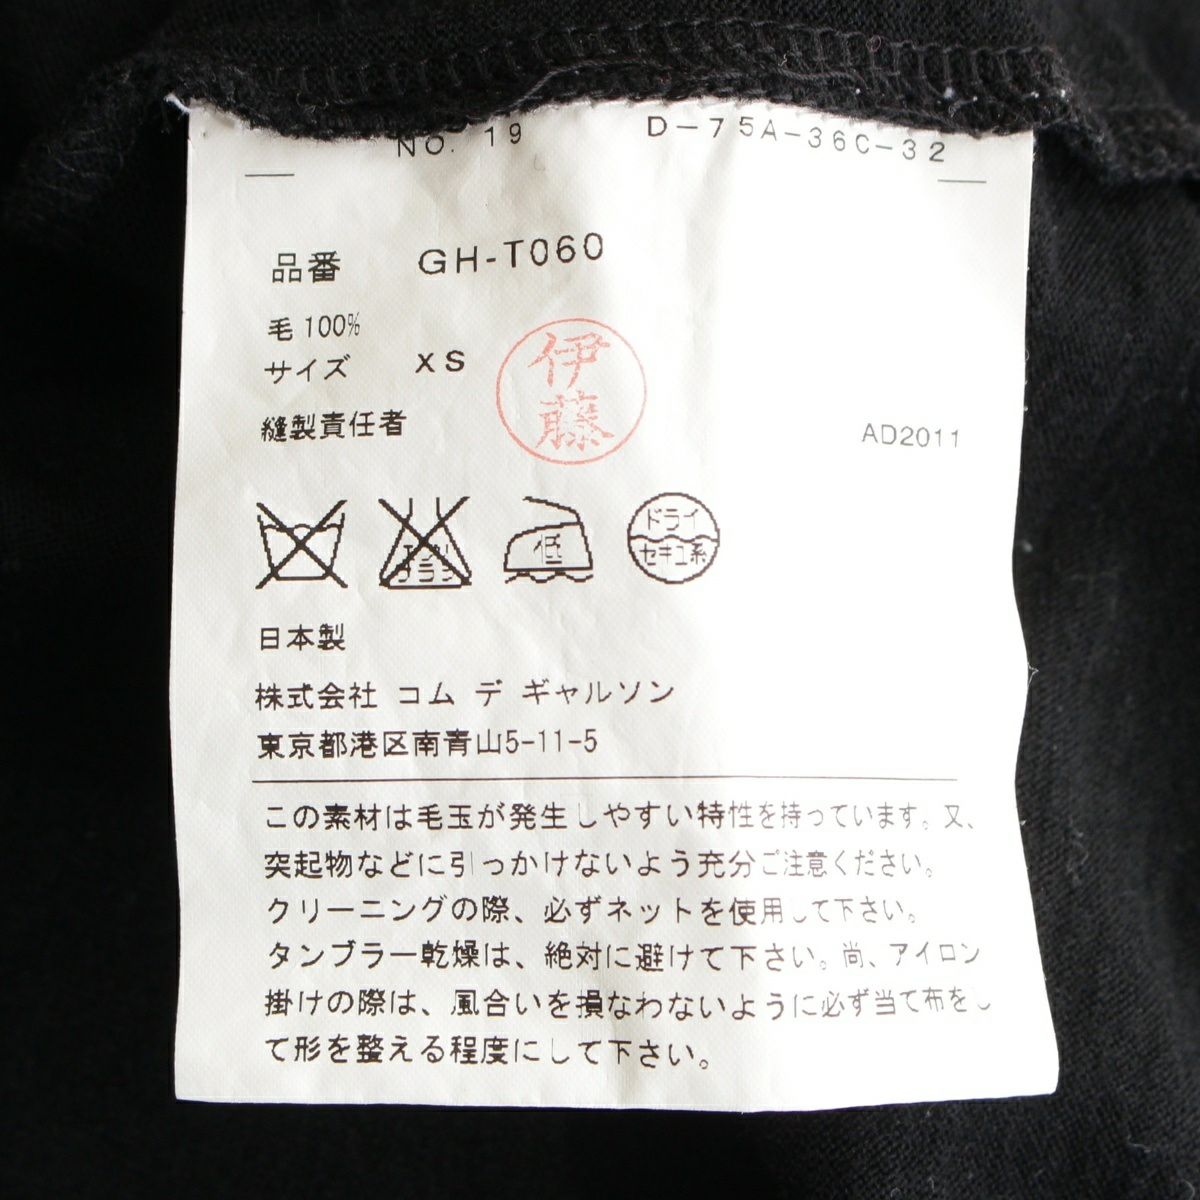 NO. 19 D-75A-36C-32
品番 GH-T060
毛 100%
サイズ XS
伊藤
縫製責任者
AD2011
低
ドライ
セキユ系
日本製
株式会社 コム デ ギャルソン
東京都港区南青山5-11-5
この素材は毛玉が発生しやすい特性を持っています。又、
突起物などに引っかけないよう充分ご注意ください。
クリーニングの際、必ずネットを使用して下さい。
タンブラー乾燥は、絶対に避けて下さい。尚、アイロン
掛けの際は、風合いを損なわないように必ず当て布をし
て形を整える程度にして下さい。